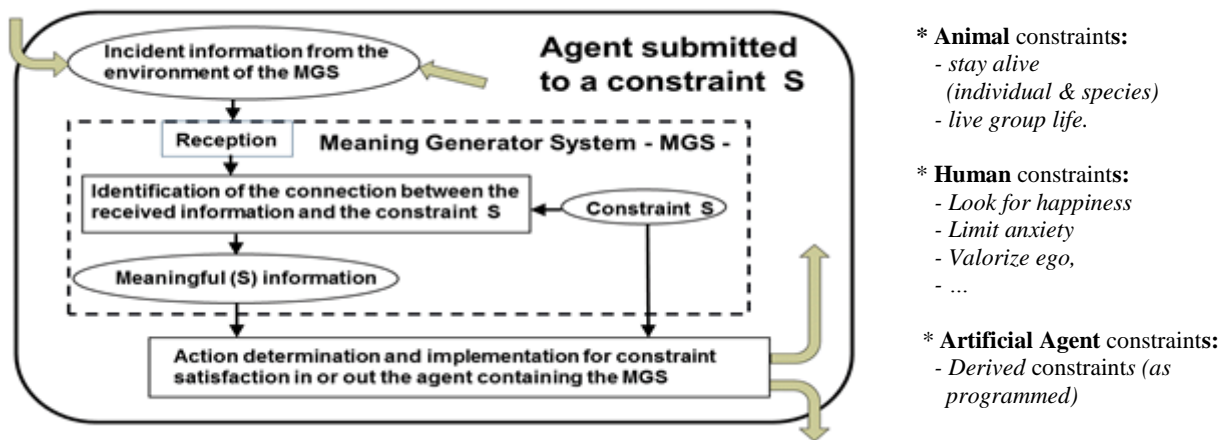 Incident information from the
environment of the MGS
Agent submitted
to a constraint S
Reception
Meaning Generator System - MGS -
Identification of the connection between the
received information and the constraint S
Constraint S
Meaningful (S) information
Action determination and implementation for constraint
satisfaction in or out the agent containing the MGS
* Animal constraints:
- stay alive
(individual & species)
- live group life.
* Human constraints:
- Look for happiness
- Limit anxiety
- Valorize ego,
- ...
* Artificial Agent constraints:
- Derived constraints (as
programmed)